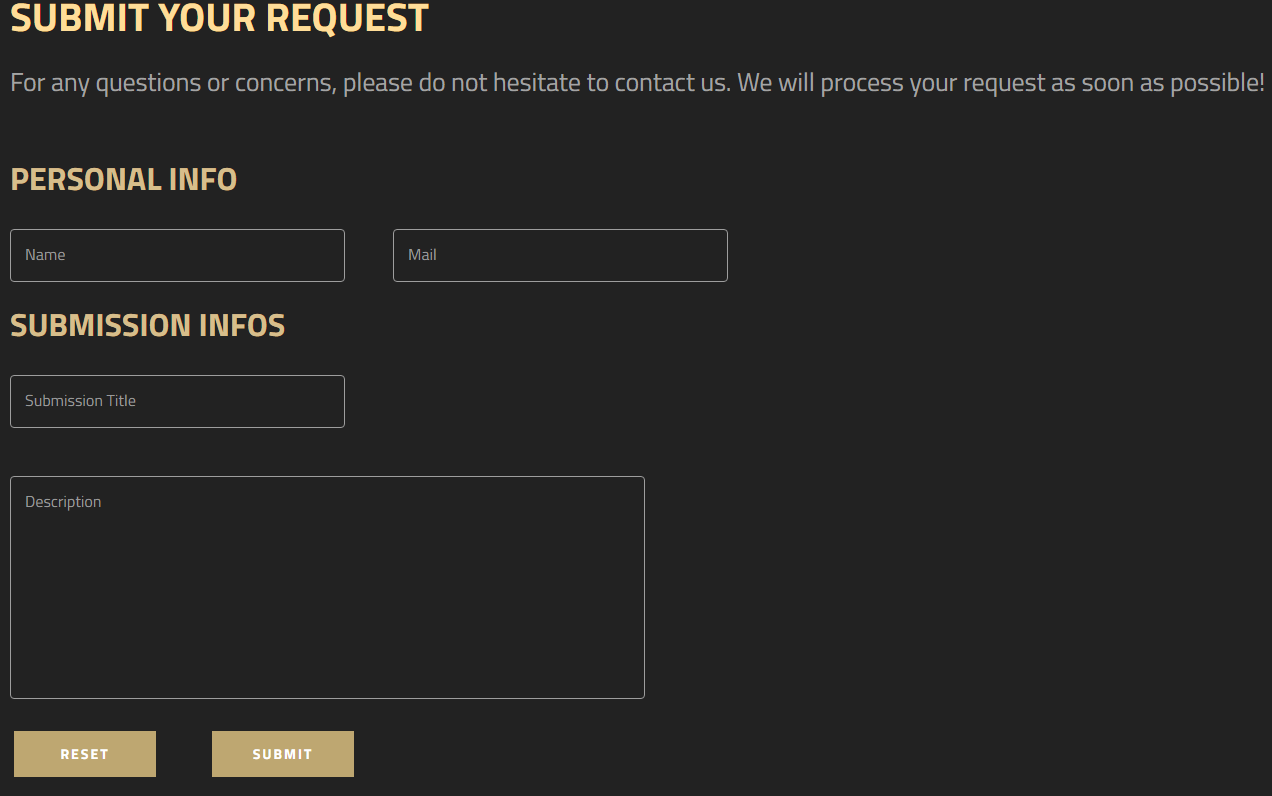 SUBMIT YOUR REQUEST
For any questions or concerns, please do not hesitate to contact us. We will process your request as soon as possible!
PERSONAL INFO
Name Mail
SUBMISSION INFOS
Submission Title
Description
RESET SUBMIT